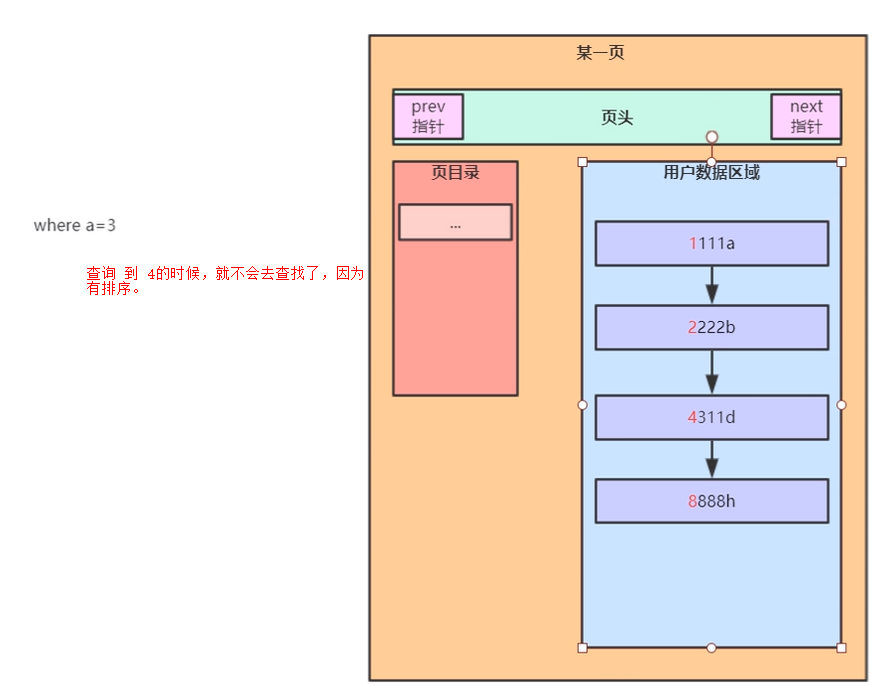 某一页
prev
指针
页头
next
指针
页目录
...
用户数据区域
1111a
2222b
4311d
8888h
where a=3
查询 到 4的时候，就不会去查找了，因为
有排序。